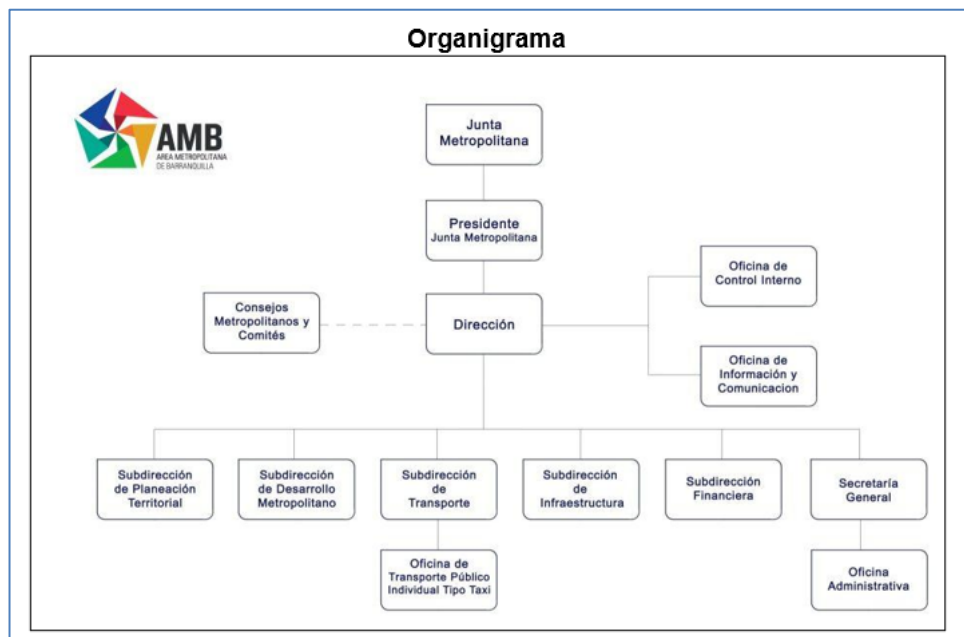 Organigrama
AMB
AREA METROPOLITANA
DE BARRANQUILLA
Junta
Metropolitana
Presidente
Junta Metropolitana
Oficina de
Control Interno
Consejos
Metropolitanos y
Comités
Dirección
Oficina de
Información y
Comunicacion
Subdirección
de Planeación
Territorial
Subdirección
de Desarrollo
Metropolitano
Subdirección
de
Transporte
Subdirección
de
Infraestructura
Subdirección
Financiera
Secretaría
General
Oficina de
Transporte Público
Individual Tipo Taxi
Oficina
Administrativa